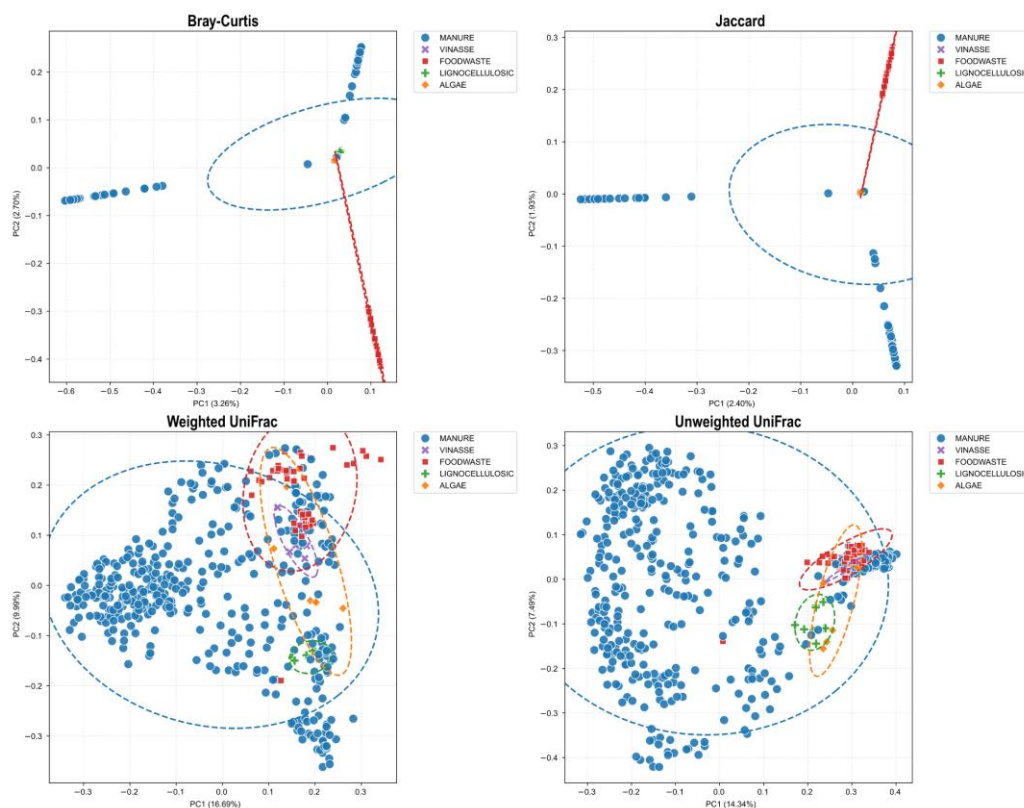 Bray-Curtis
0.2
0.1
0.0
−0.1
−0.2
−0.3
−0.4
PC2 (2.70%)
−0.6
−0.5
−0.4
−0.3
−0.2
−0.1
0.0
0.1
PC1 (3.26%)
MANURE
VINASSE
FOODWASTE
LIGNOCELLULOSIC
ALGAE
Jaccard
0.3
0.2
0.1
0.0
−0.1
−0.2
−0.3
PC2 (1.93%)
−0.5
−0.4
−0.3
−0.2
−0.1
0.0
0.1
PC1 (2.40%)
MANURE
VINASSE
FOODWASTE
LIGNOCELLULOSIC
ALGAE
Weighted UniFrac
0.3
0.2
0.1
0.0
−0.1
−0.2
−0.3
PC2 (9.99%)
−0.3
−0.2
−0.1
0.0
0.1
0.2
0.3
PC1 (16.69%)
MANURE
VINASSE
FOODWASTE
LIGNOCELLULOSIC
ALGAE
Unweighted UniFrac
0.3
0.2
0.1
0.0
−0.1
−0.2
−0.3
−0.4
PC2 (7.49%)
−0.3
−0.2
−0.1
0.0
0.1
0.2
0.3
0.4
PC1 (14.34%)
MANURE
VINASSE
FOODWASTE
LIGNOCELLULOSIC
ALGAE